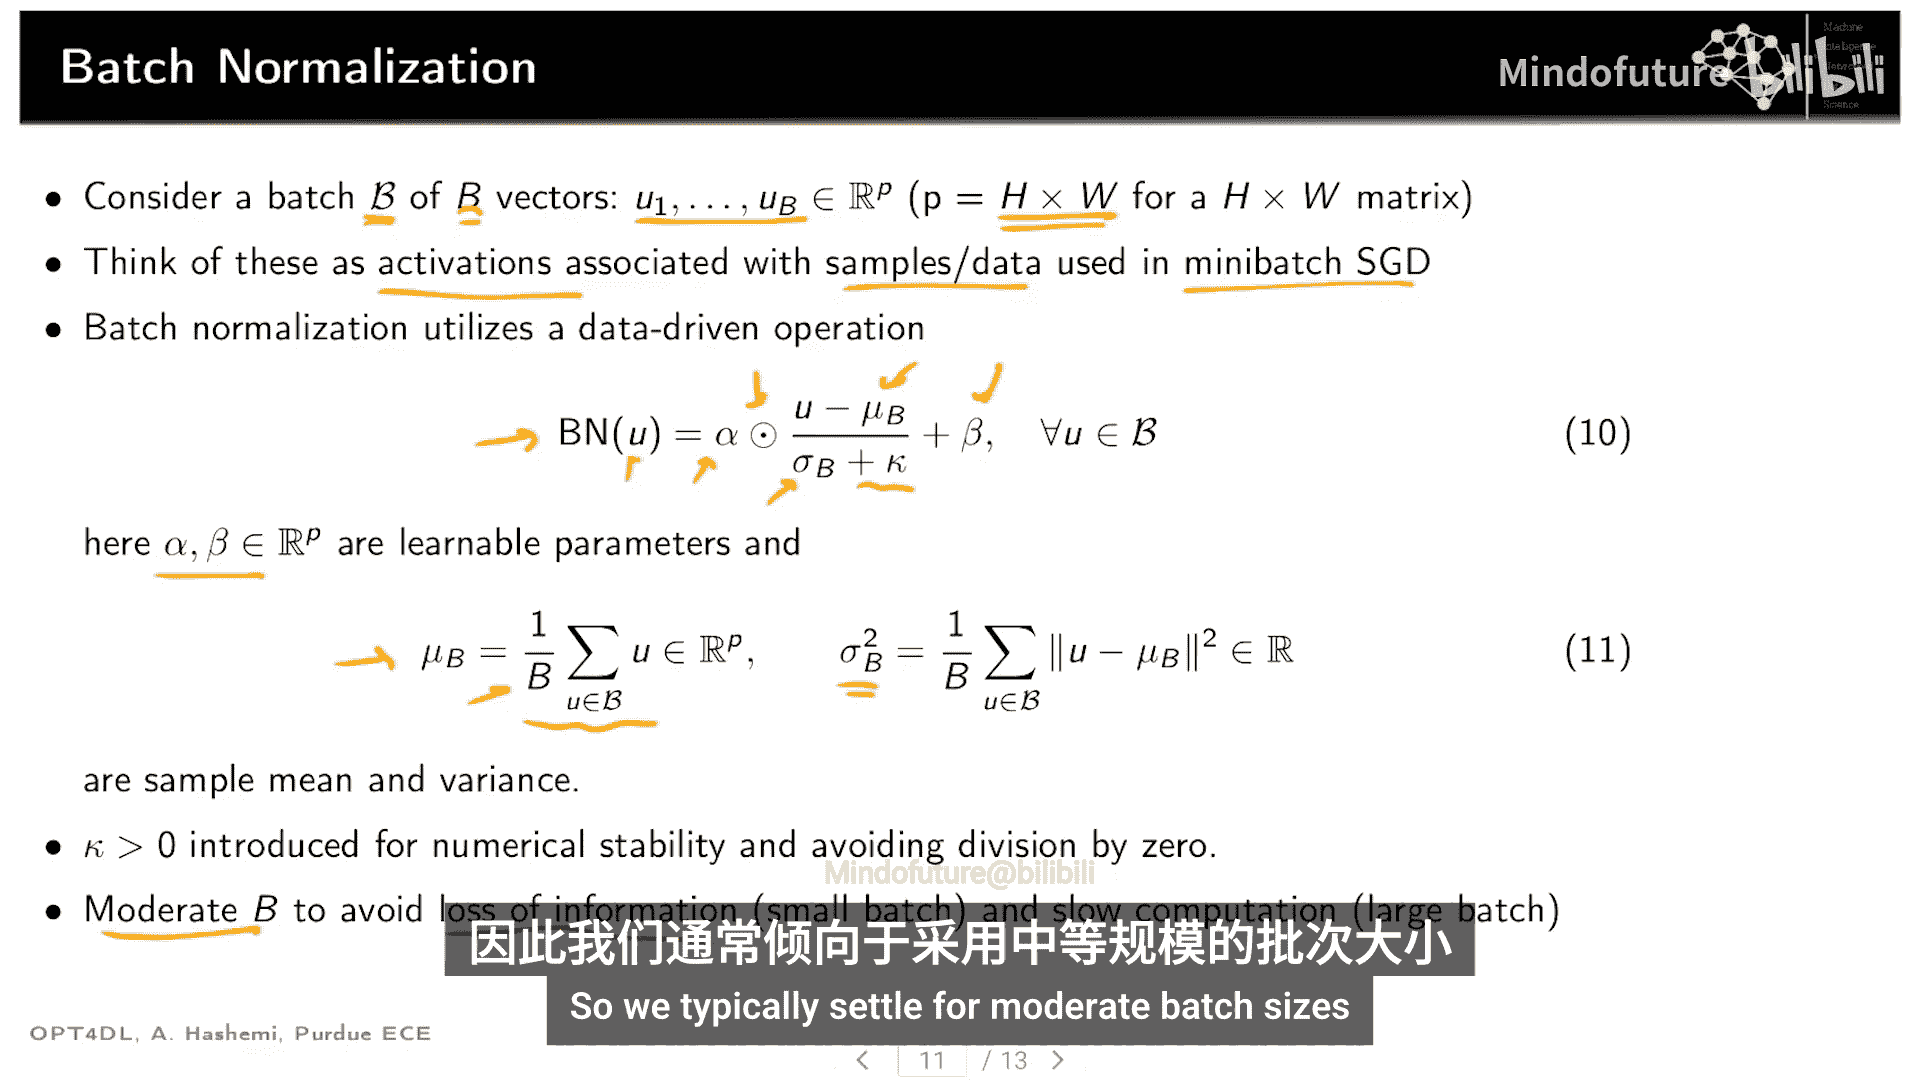 Batch Normalization
Mindofuture bilibili
Machine
Intelligence
Networks
Science
• Consider a batch ℬ of B vectors: u₁, . . . , u_B ∈ ℝᵖ (p = H × W for a H × W matrix)
• Think of these as activations associated with samples/data used in minibatch SGD
• Batch normalization utilizes a data-driven operation
BN(u) = α ⊙ (u − μ_B)/(σ_B + κ) + β, ∀u ∈ ℬ (10)
here α, β ∈ ℝᵖ are learnable parameters and
μ_B = 1/B ∑_{u∈ℬ} u ∈ ℝᵖ, σ²_B = 1/B ∑_{u∈ℬ} ‖u − μ_B‖² ∈ ℝ (11)
are sample mean and variance.
• κ > 0 introduced for numerical stability and avoiding division by zero.
Mindofuture@bilibili
• Moderate B to avoid loss of information (small batch) and slow computation (large batch)
因此我们通常倾向于采用中等规模的批次大小
So we typically settle for moderate batch sizes
OPT4DL, A. Hashemi, Purdue ECE
11 / 13